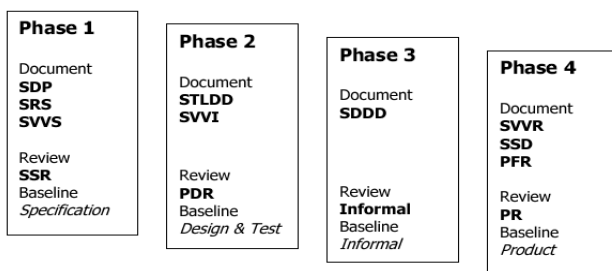 Phase 1
Document
SDP
SRS
SVVS
Review
SSR
Baseline
Specification
Phase 2
Document
STLDD
SVVI
Review
PDR
Baseline
Design & Test
Phase 3
Document
SDDD
Review
Informal
Baseline
Informal
Phase 4
Document
SVVR
SSD
PFR
Review
PR
Baseline
Product